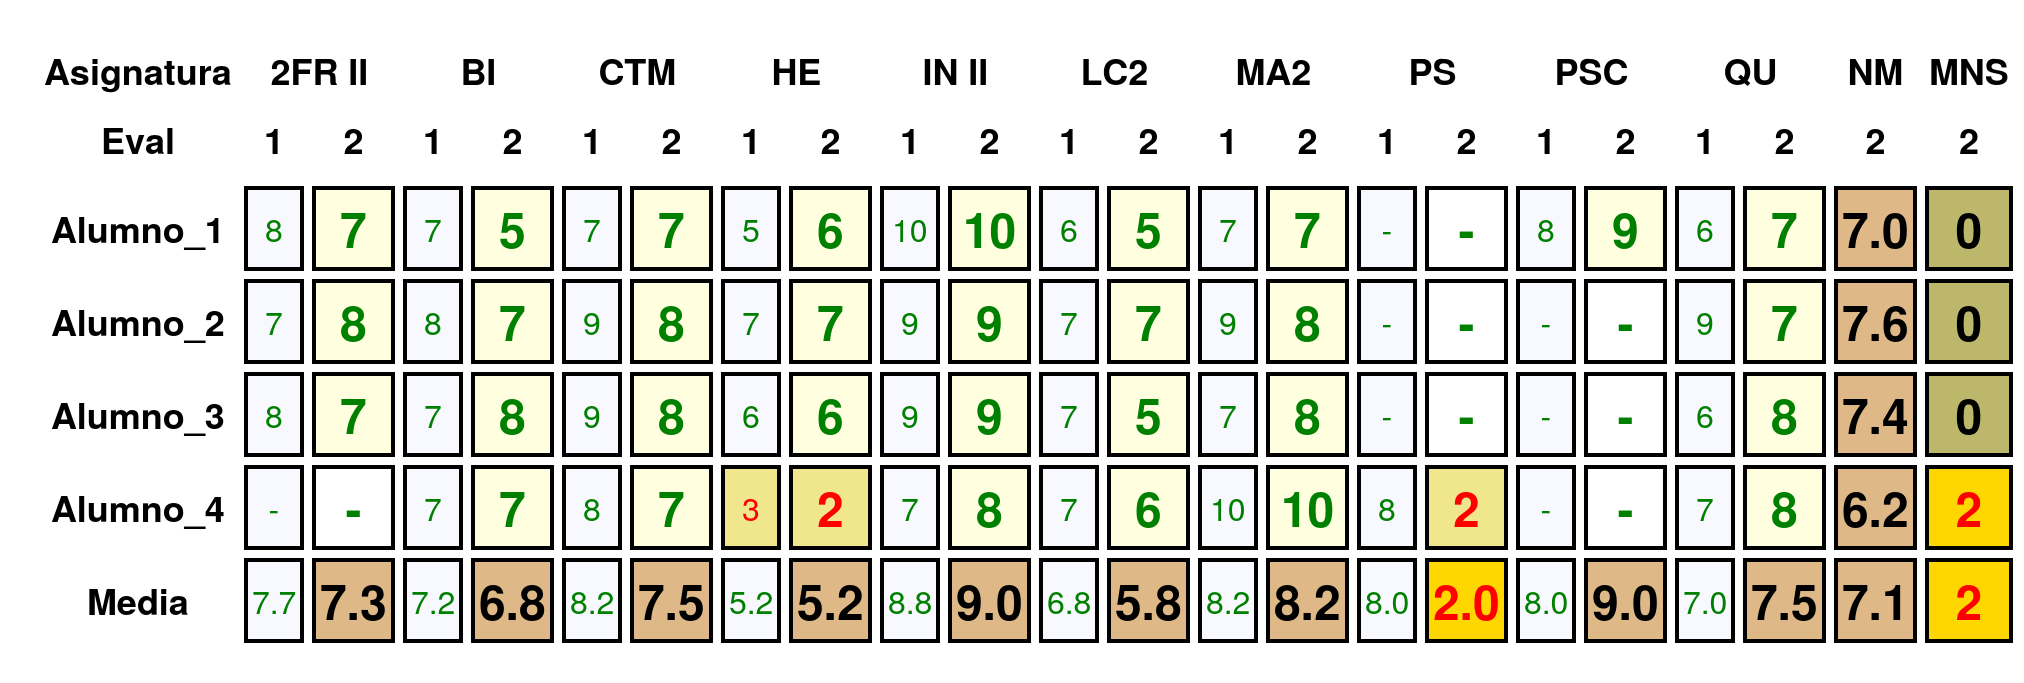 Asignatura 2FR II BI CTM HE IN II LC2 MA2 PS PSC QU NM MNS
Eval 1 2 1 2 1 2 1 2 1 2 1 2 1 2 1 2 1 2 1 2 2 2
Alumno_1 8 7 7 5 7 7 5 6 10 10 6 5 7 7 - - 8 9 6 7 7.0 0
Alumno_2 7 8 8 7 9 8 7 7 9 9 7 7 9 8 - - - - 9 7 7.6 0
Alumno_3 8 7 7 8 9 8 6 6 9 9 7 5 7 8 - - - - 6 8 7.4 0
Alumno_4 - - 7 7 8 7 3 2 7 8 7 6 10 10 8 2 - - 7 8 6.2 2
Media 7.7 7.3 7.2 6.8 8.2 7.5 5.2 5.2 8.8 9.0 6.8 5.8 8.2 8.2 8.0 2.0 8.0 9.0 7.0 7.5 7.1 2